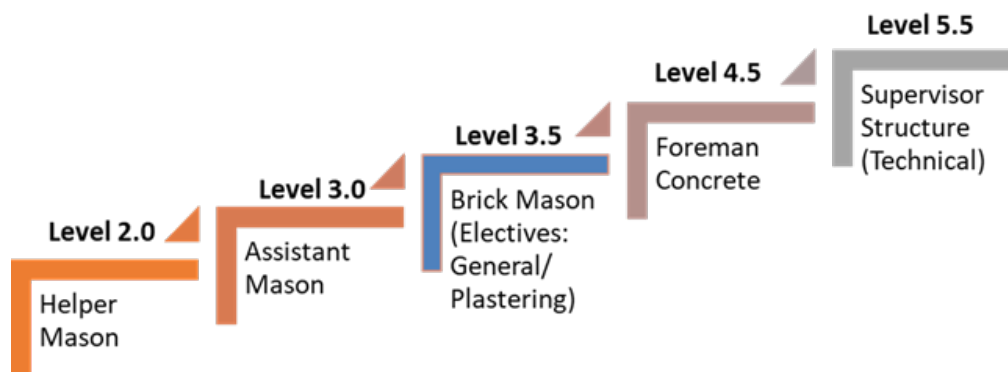 Level 2.0
Helper
Mason
Level 3.0
Assistant
Mason
Level 3.5
Brick Mason
(Electives:
General/
Plastering)
Level 4.5
Foreman
Concrete
Level 5.5
Supervisor
Structure
(Technical)